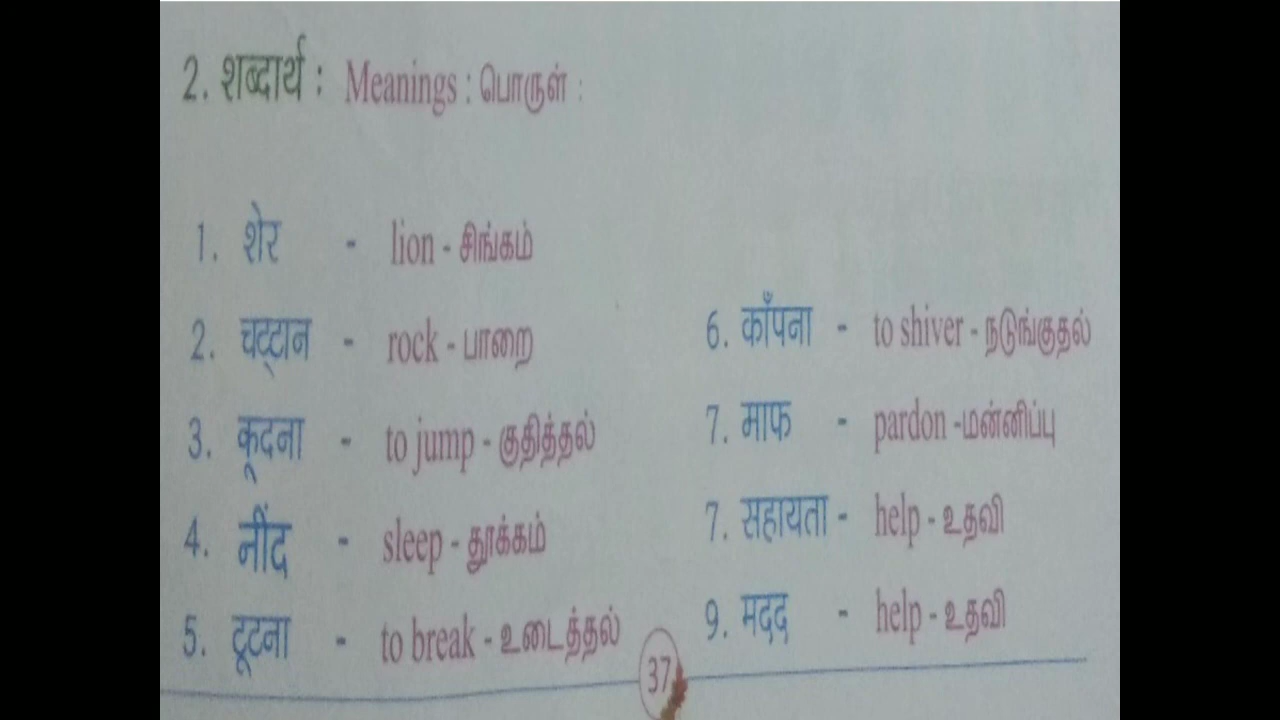 2. शब्दार्थ : Meanings : பொருள் :
1. शेर - lion - சிங்கம்
2. चट्टान - rock - பாறை
3. कूदना - to jump - குதித்தல்
4. नींद - sleep - தூக்கம்
5. टूटना - to break - உடைத்தல்
6. काँपना - to shiver - நடுங்குதல்
7. माफ - pardon -மன்னிப்பு
7. सहायता - help - உதவி
9. मदद - help - உதவி
37